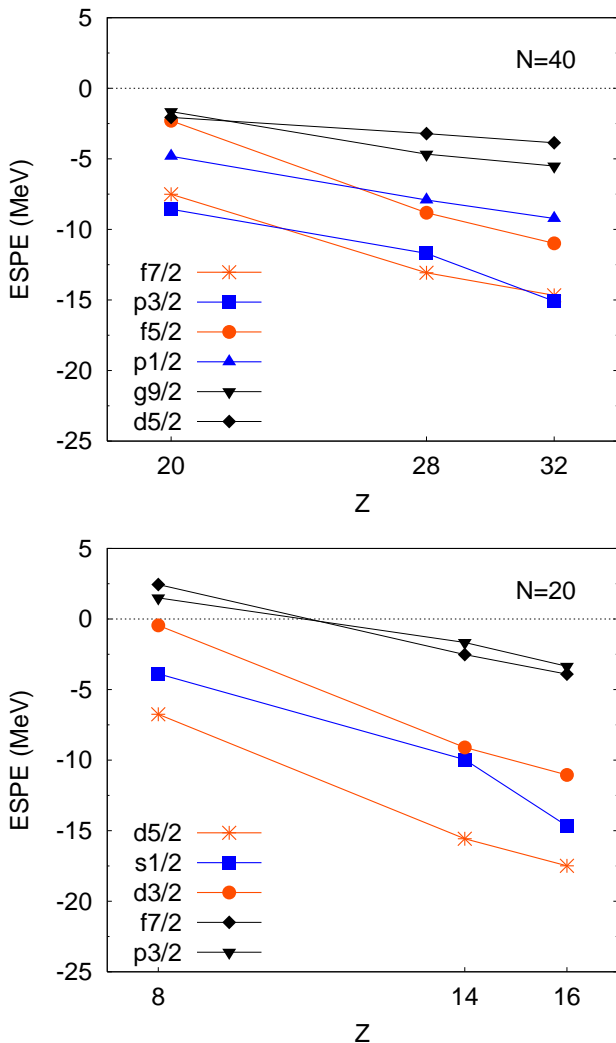 5
0
-5
-10
-15
-20
-25
ESPE (MeV)
N=40
f7/2
p3/2
f5/2
p1/2
g9/2
d5/2
20
28
32
Z
5
0
-5
-10
-15
-20
-25
ESPE (MeV)
N=20
d5/2
s1/2
d3/2
f7/2
p3/2
8
14
16
Z